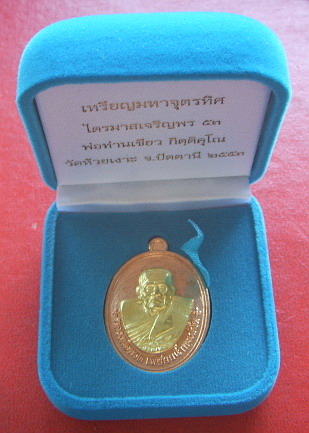 เหรียญมหาจุตรทิศ
ไตรมาสเจริญพร ๕๓
พ่อท่านเขียว กิตติคุโณ
วัดห้วยเงาะ จ.ปัตตานี ๒๕๕๓